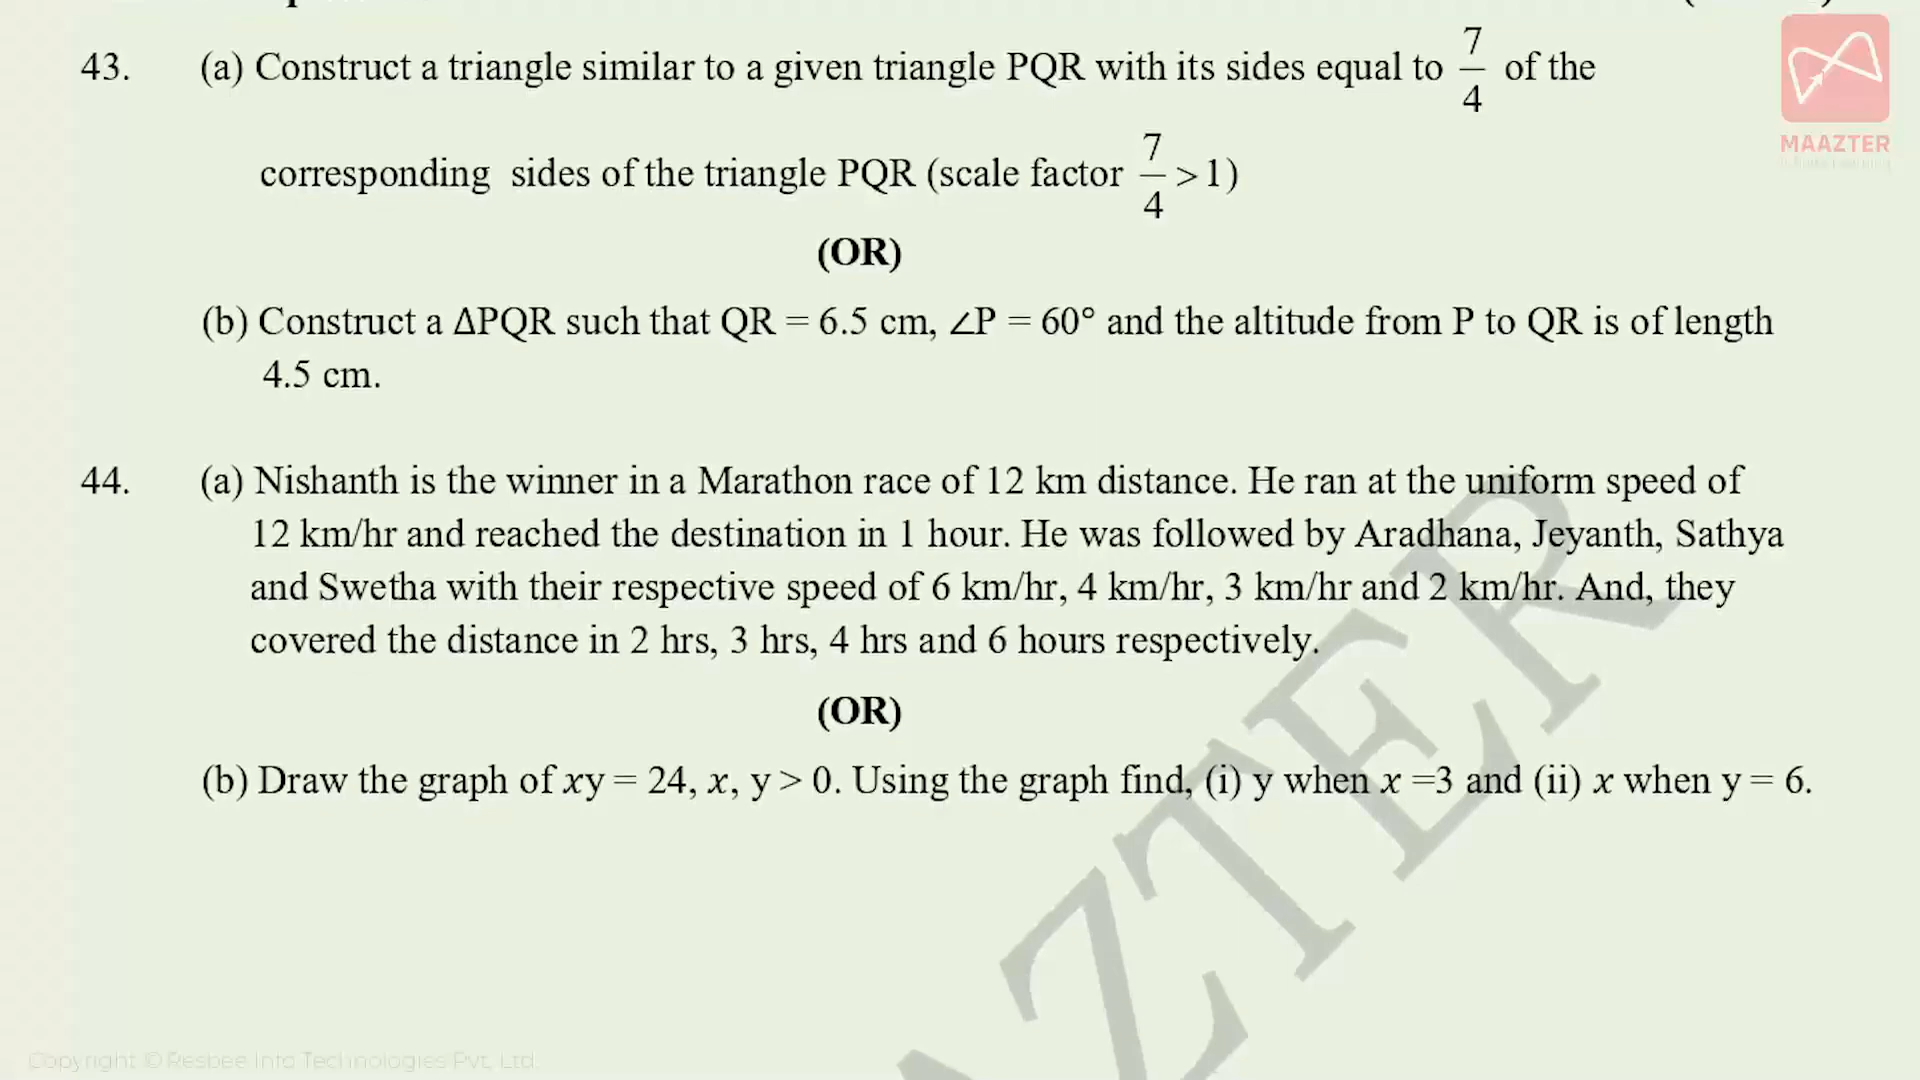 43. (a) Construct a triangle similar to a given triangle PQR with its sides equal to 7/4 of the
corresponding sides of the triangle PQR (scale factor 7/4 > 1)
(OR)
(b) Construct a ΔPQR such that QR = 6.5 cm, ∠P = 60° and the altitude from P to QR is of length
4.5 cm.
44. (a) Nishanth is the winner in a Marathon race of 12 km distance. He ran at the uniform speed of
12 km/hr and reached the destination in 1 hour. He was followed by Aradhana, Jeyanth, Sathya
and Swetha with their respective speed of 6 km/hr, 4 km/hr, 3 km/hr and 2 km/hr. And, they
covered the distance in 2 hrs, 3 hrs, 4 hrs and 6 hours respectively.
(OR)
(b) Draw the graph of xy = 24, x, y > 0. Using the graph find, (i) y when x =3 and (ii) x when y = 6.
MAAZTER
AZTER
Copyright © Resbee Info Technologies Pvt. Ltd.